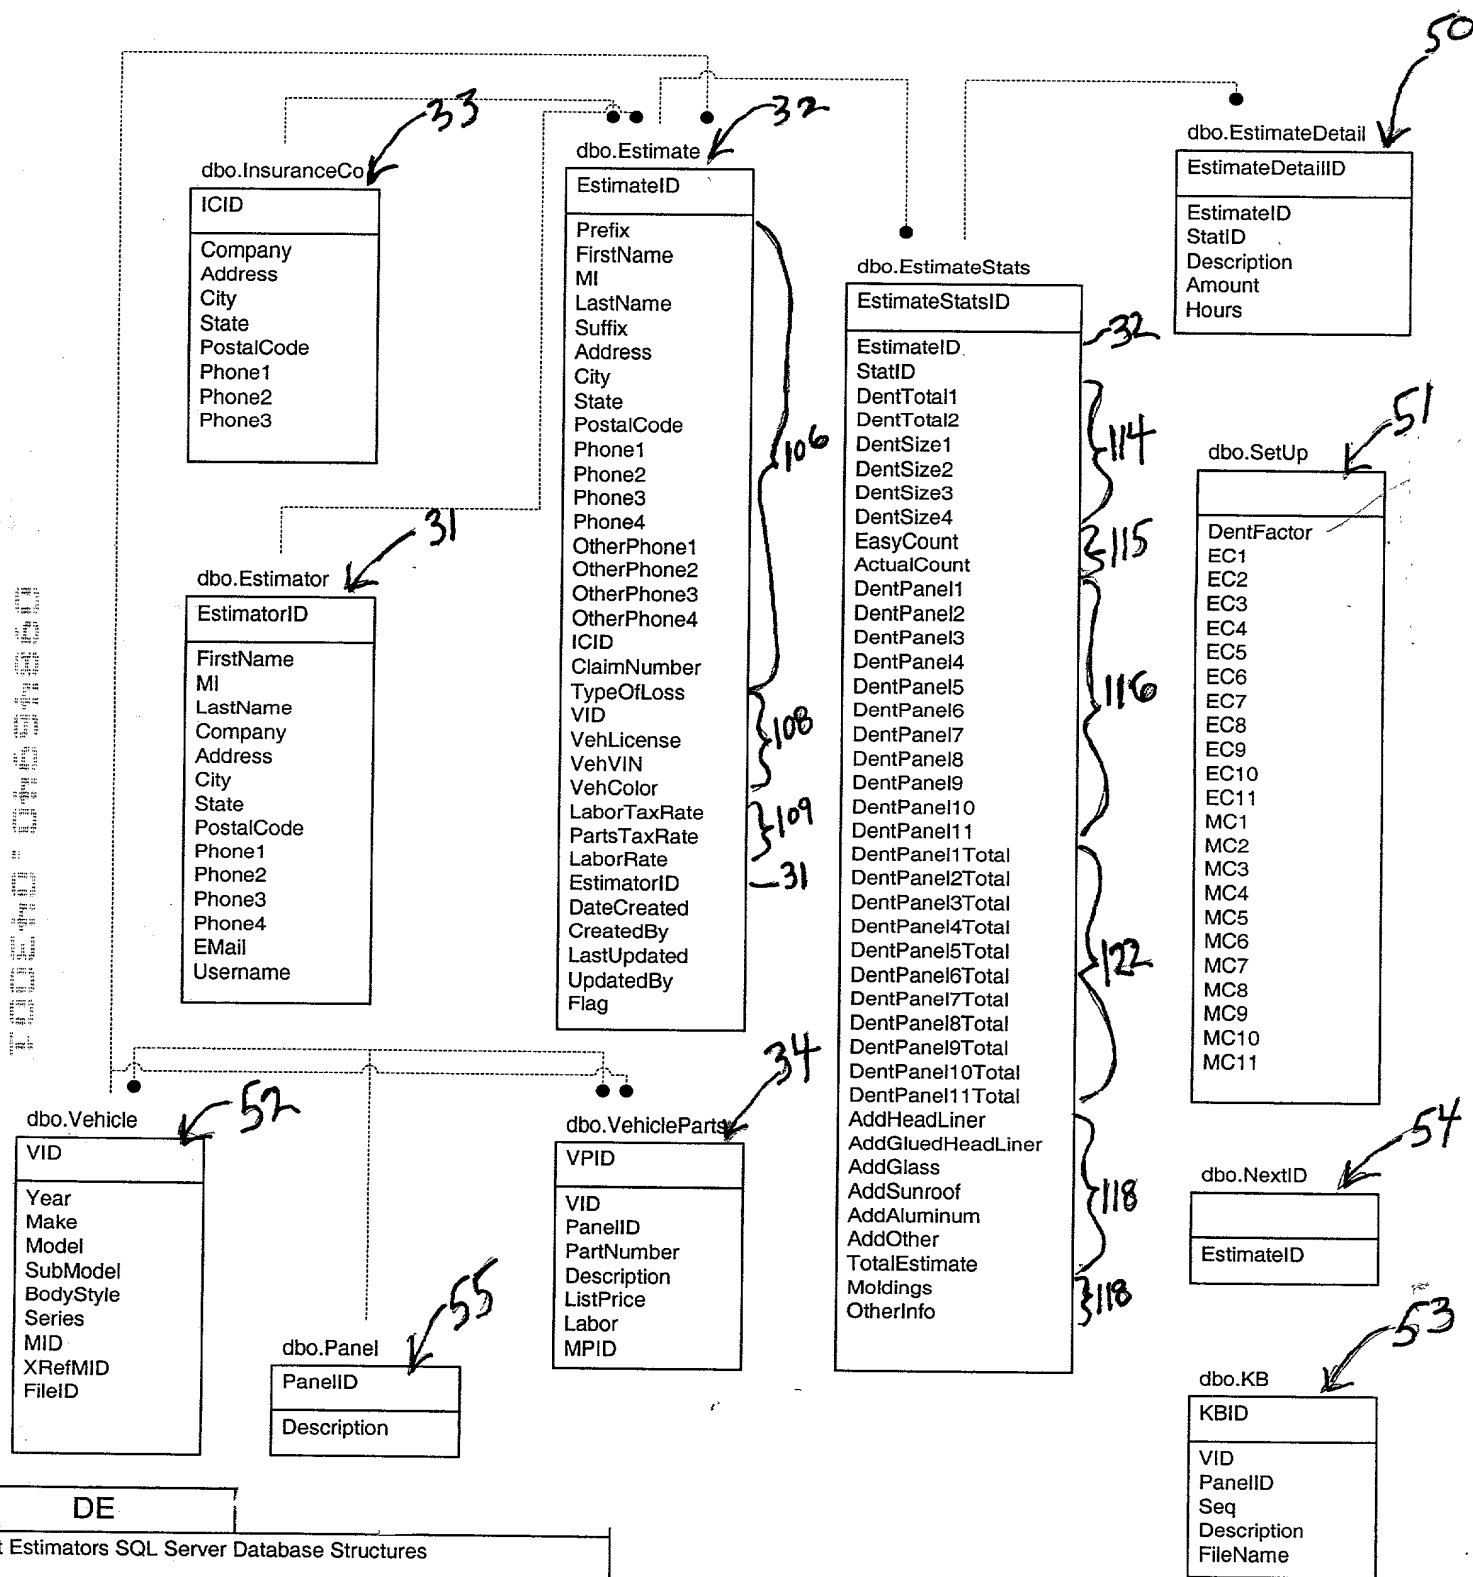 50
33
32
dbo.EstimateDetail
EstimateDetailID
EstimateID
StatID
Description
Amount
Hours
dbo.InsuranceCo
ICID
Company
Address
City
State
PostalCode
Phone1
Phone2
Phone3
dbo.Estimate
EstimateID
Prefix
FirstName
MI
LastName
Suffix
Address
City
State
PostalCode
Phone1
Phone2
Phone3
Phone4
OtherPhone1
OtherPhone2
OtherPhone3
OtherPhone4
ICID
ClaimNumber
TypeOfLoss
VID
VehLicense
VehVIN
VehColor
LaborTaxRate
PartsTaxRate
LaborRate
EstimatorID
DateCreated
CreatedBy
LastUpdated
UpdatedBy
Flag
106
108
109
31
dbo.EstimateStats
EstimateStatsID
EstimateID
StatID
DentTotal1
DentTotal2
DentSize1
DentSize2
DentSize3
DentSize4
EasyCount
ActualCount
DentPanel1
DentPanel2
DentPanel3
DentPanel4
DentPanel5
DentPanel6
DentPanel7
DentPanel8
DentPanel9
DentPanel10
DentPanel11
DentPanel1Total
DentPanel2Total
DentPanel3Total
DentPanel4Total
DentPanel5Total
DentPanel6Total
DentPanel7Total
DentPanel8Total
DentPanel9Total
DentPanel10Total
DentPanel11Total
AddHeadLiner
AddGluedHeadLiner
AddGlass
AddSunroof
AddAluminum
AddOther
TotalEstimate
Moldings
OtherInfo
32
114
115
116
122
118
118
51
dbo.SetUp
DentFactor
EC1
EC2
EC3
EC4
EC5
EC6
EC7
EC8
EC9
EC10
EC11
MC1
MC2
MC3
MC4
MC5
MC6
MC7
MC8
MC9
MC10
MC11
31
dbo.Estimator
EstimatorID
FirstName
MI
LastName
Company
Address
City
State
PostalCode
Phone1
Phone2
Phone3
Phone4
EMail
Username
52
dbo.Vehicle
VID
Year
Make
Model
SubModel
BodyStyle
Series
MID
XRefMID
FileID
55
dbo.Panel
PanelID
Description
34
dbo.VehicleParts
VPID
VID
PanelID
PartNumber
Description
ListPrice
Labor
MPID
54
dbo.NextID
EstimateID
53
dbo.KB
KBID
VID
PanelID
Seq
Description
FileName
DE
t Estimators SQL Server Database Structures